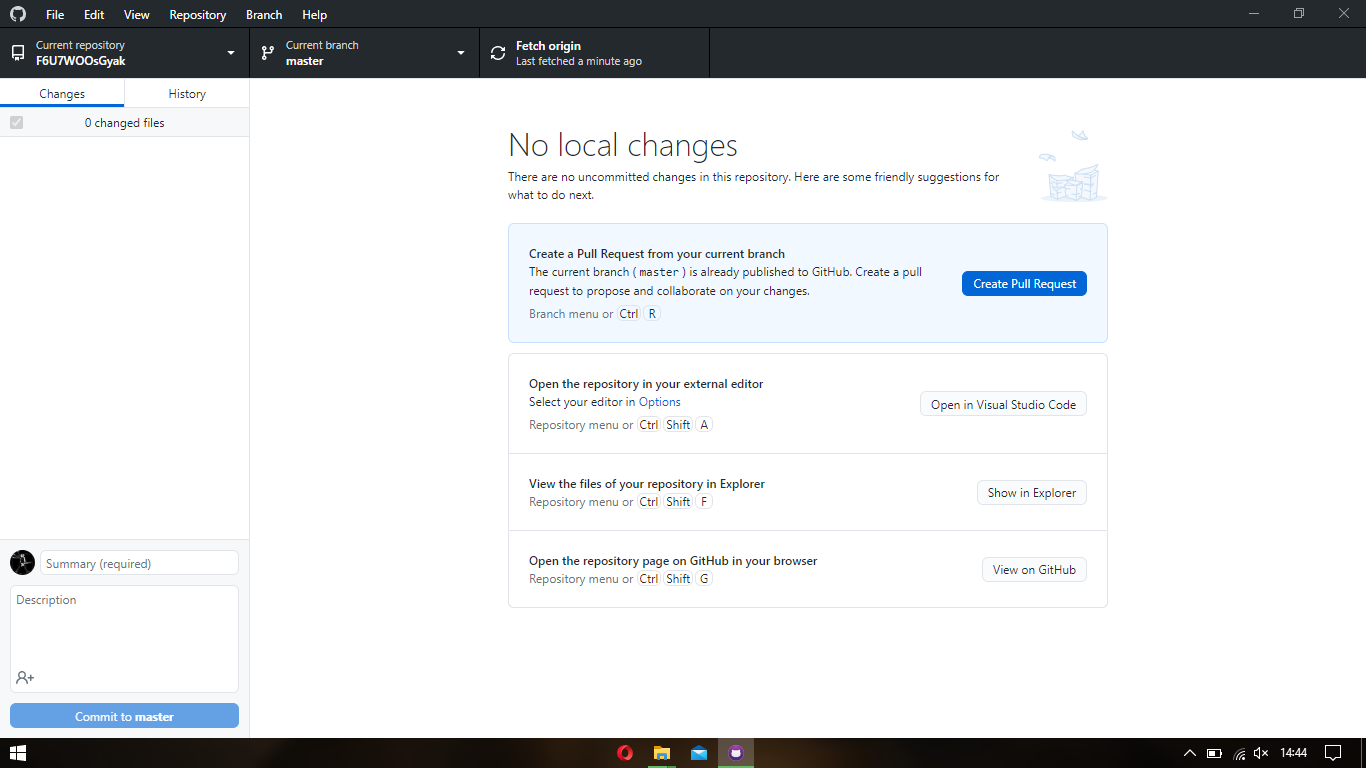 File Edit View Repository Branch Help
Current repository
F6U7WOOsGyak
Current branch
master
Fetch origin
Last fetched a minute ago
Changes History
0 changed files
No local changes
There are no uncommitted changes in this repository. Here are some friendly suggestions for
what to do next.
Create a Pull Request from your current branch
The current branch ( master ) is already published to GitHub. Create a pull
request to propose and collaborate on your changes.
Branch menu or Ctrl R
Create Pull Request
Open the repository in your external editor
Select your editor in Options
Repository menu or Ctrl Shift A
Open in Visual Studio Code
View the files of your repository in Explorer
Repository menu or Ctrl Shift F
Show in Explorer
Open the repository page on GitHub in your browser
Repository menu or Ctrl Shift G
View on GitHub
Summary (required)
Description
Commit to master
14:44